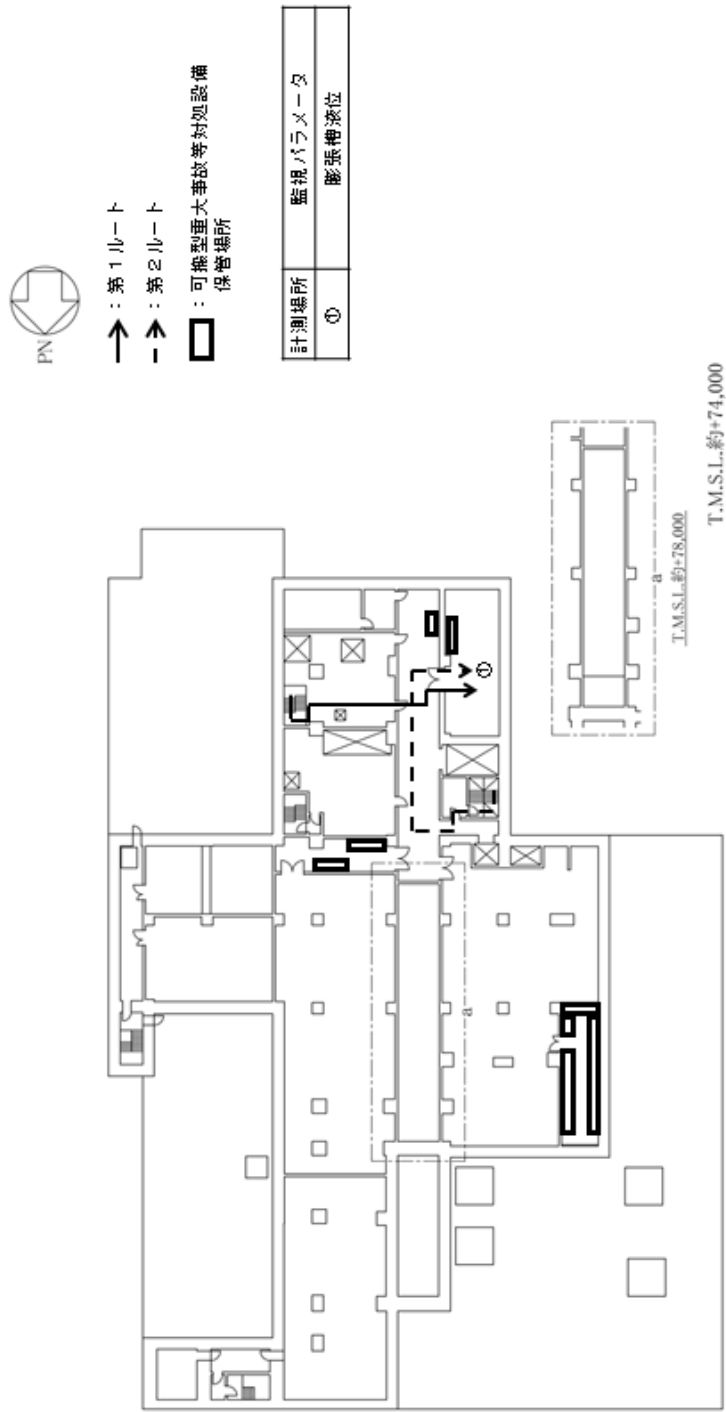 PN
：第１ルート
：第２ルート
：可搬型重大事故等対処設備
保管場所
計測場所 監視パラメータ
① 膨張槽液位
①
a
a
T.M.S.L.約+78,000
T.M.S.L.約+74,000